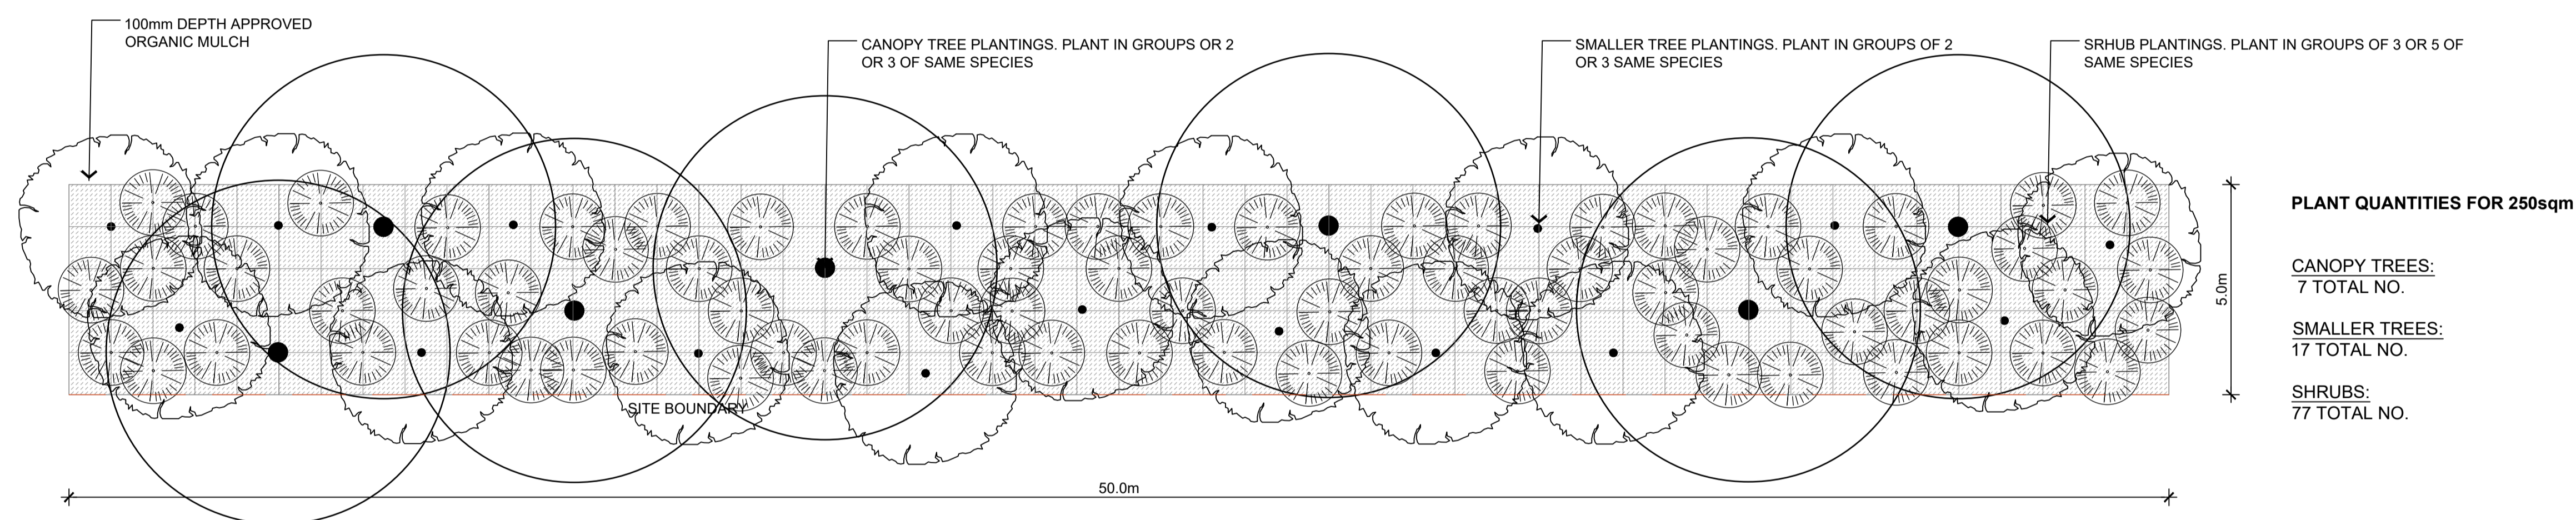 100mm DEPTH APPROVED
ORGANIC MULCH
CANOPY TREE PLANTINGS. PLANT IN GROUPS OR 2
OR 3 OF SAME SPECIES
SMALLER TREE PLANTINGS. PLANT IN GROUPS OF 2
OR 3 SAME SPECIES
SRHUB PLANTINGS. PLANT IN GROUPS OF 3 OR 5 OF
SAME SPECIES
SITE BOUNDARY
50.0m
5.0m
PLANT QUANTITIES FOR 250sqm
CANOPY TREES:
7 TOTAL NO.
SMALLER TREES:
17 TOTAL NO.
SHRUBS:
77 TOTAL NO.